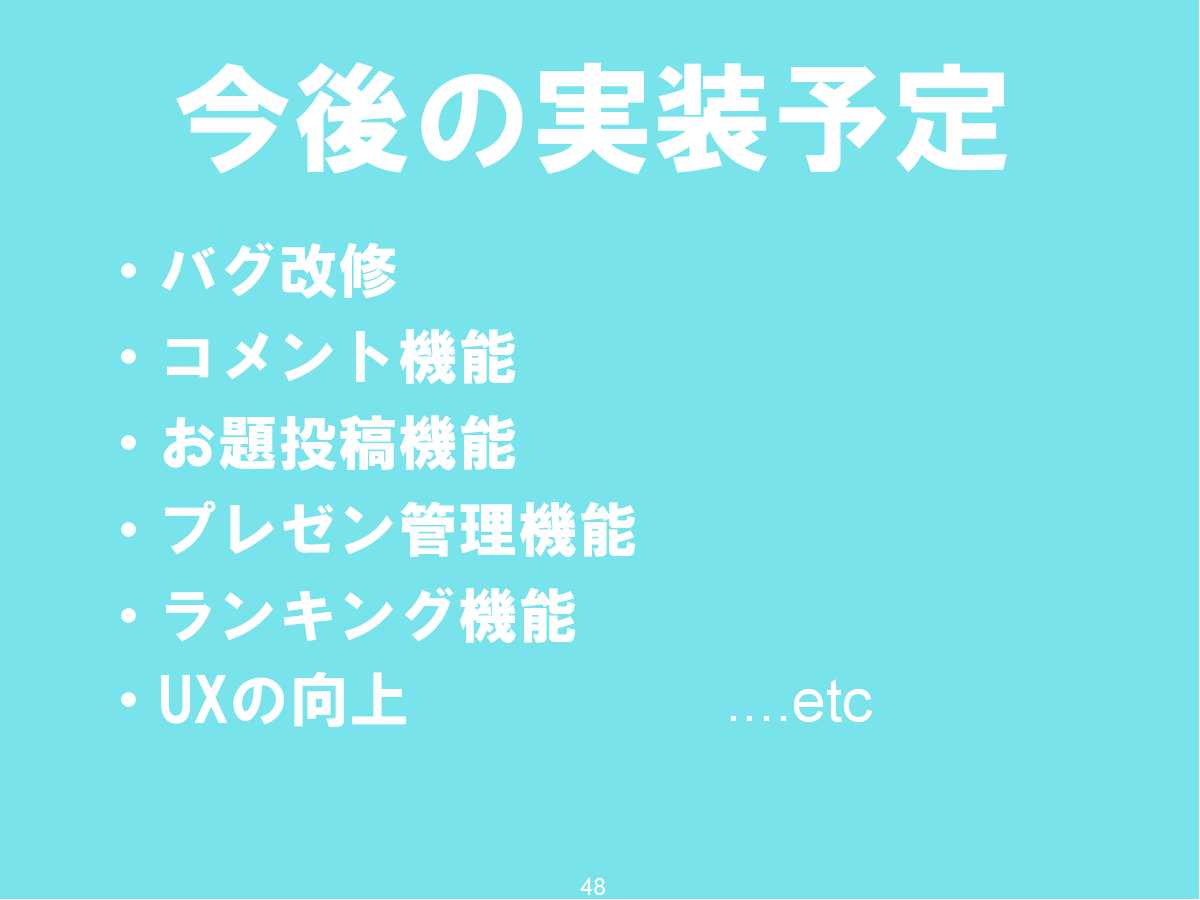 今後の実装予定
・バグ改修
・コメント機能
・お題投稿機能
・プレゼン管理機能
・ランキング機能
・UXの向上 ....etc
48